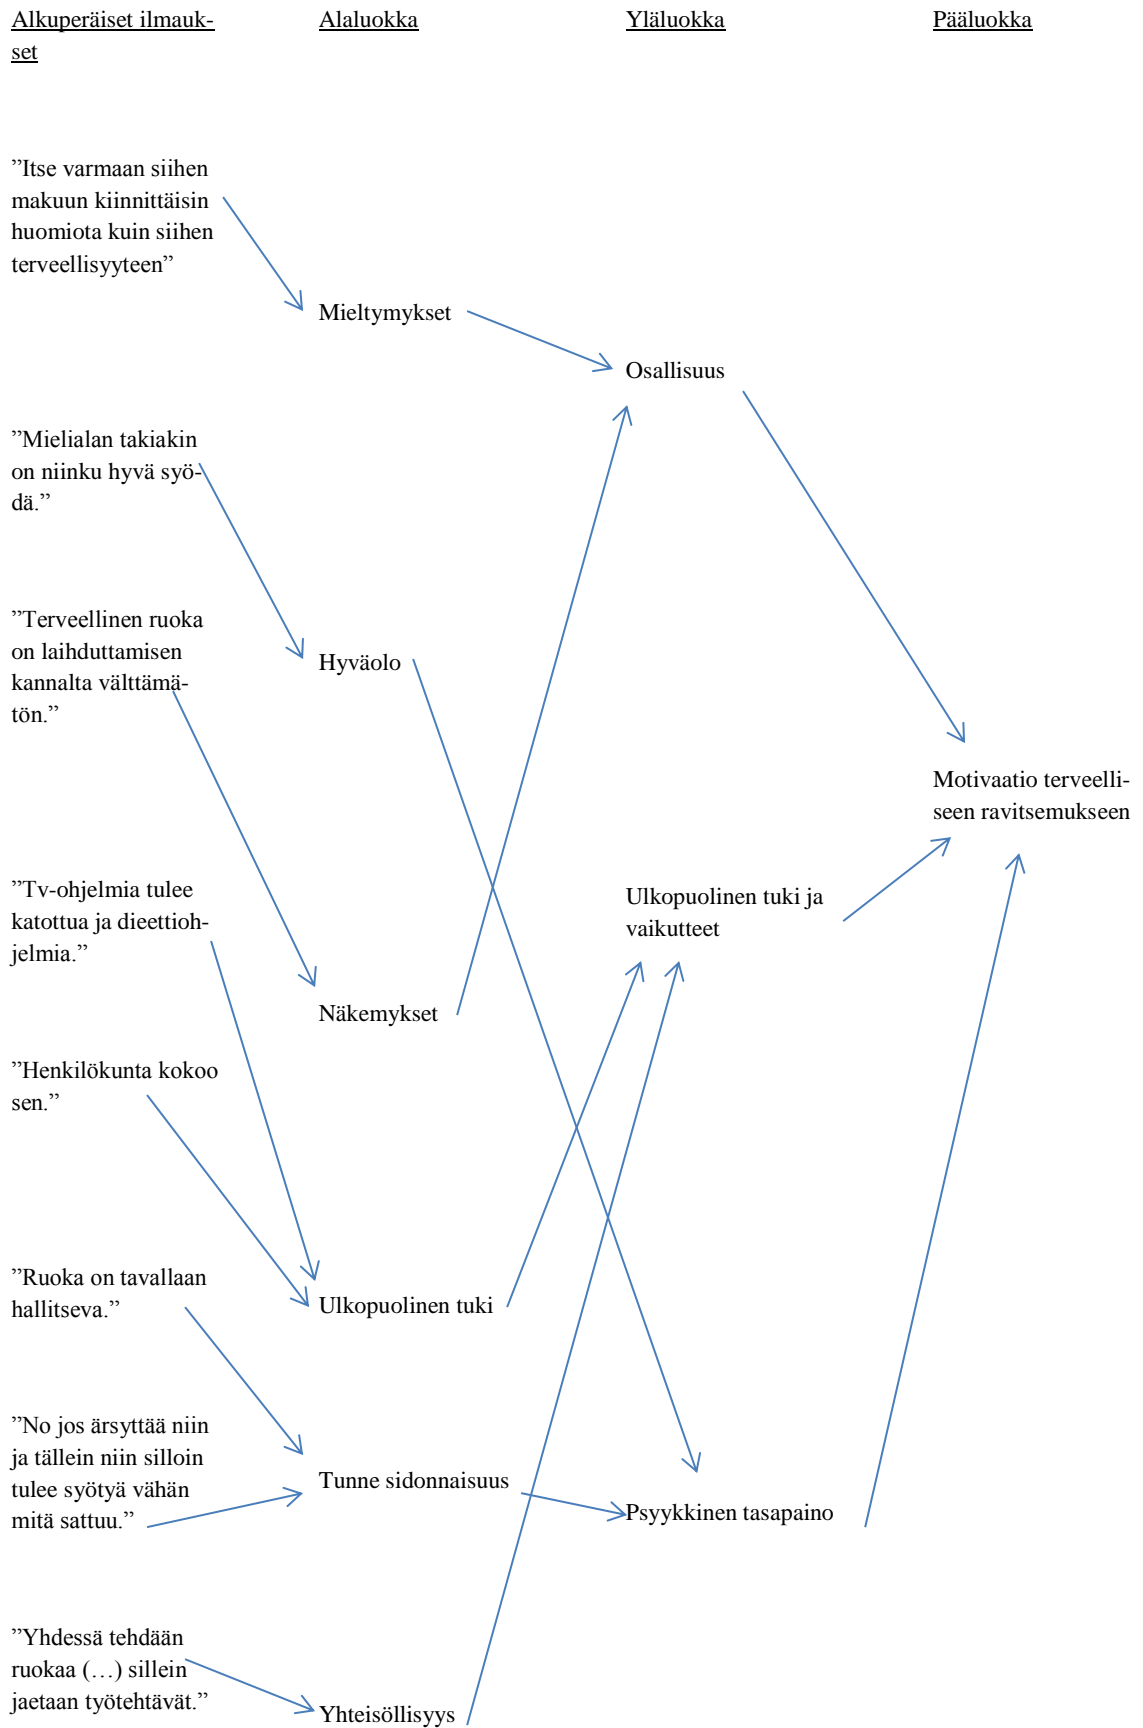 Alkuperäiset ilmauk-
set
Alaluokka
Yläluokka
Pääluokka
”Itse varmaan siihen
makuun kiinnittäisin
huomiota kuin siihen
terveellisyyteen”
Mieltymykset
Osallisuus
”Mielialan takiakin
on niinku hyvä syö-
dä.”
”Terveellinen ruoka
on laihduttamisen
kannalta välttämä-
tön.”
Hyväolo
Motivaatio terveelli-
seen ravitsemukseen
”Tv-ohjelmia tulee
katottua ja dieettioh-
jelmia.”
Ulkopuolinen tuki ja
vaikutteet
Näkemykset
”Henkilökunta kokoo
sen.”
”Ruoka on tavallaan
hallitseva.”
Ulkopuolinen tuki
”No jos ärsyttää niin
ja tällein niin silloin
tulee syötyä vähän
mitä sattuu.”
Tunne sidonnaisuus
Psyykkinen tasapaino
”Yhdessä tehdään
ruokaa (…) sillein
jaetaan työtehtävät.”
Yhteisöllisyys